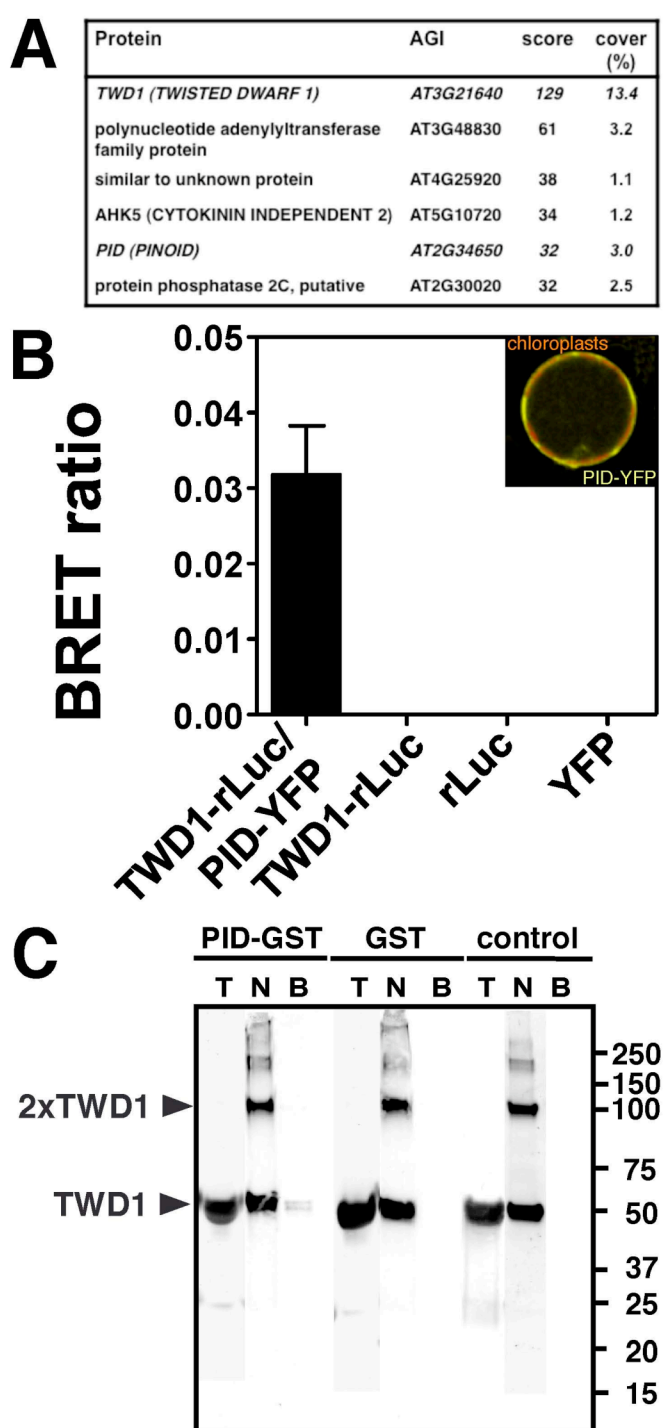 A
Protein AGI score cover
(%)
TWD1 (TWISTED DWARF 1) AT3G21640 129 13.4
polynucleotide adenylyltransferase AT3G48830 61 3.2
family protein
similar to unknown protein AT4G25920 38 1.1
AHK5 (CYTOKININ INDEPENDENT 2) AT5G10720 34 1.2
PID (PINOID) AT2G34650 32 3.0
protein phosphatase 2C, putative AT2G30020 32 2.5
B
BRET ratio
0.05
0.04
0.03
0.02
0.01
0.00
chloroplasts
PID-YFP
TWD1-rLuc/
PID-YFP
TWD1-rLuc
rLuc
YFP
C
PID-GST GST control
T N B T N B T N B
2xTWD1
TWD1
250
150
100
75
50
37
25
20
15